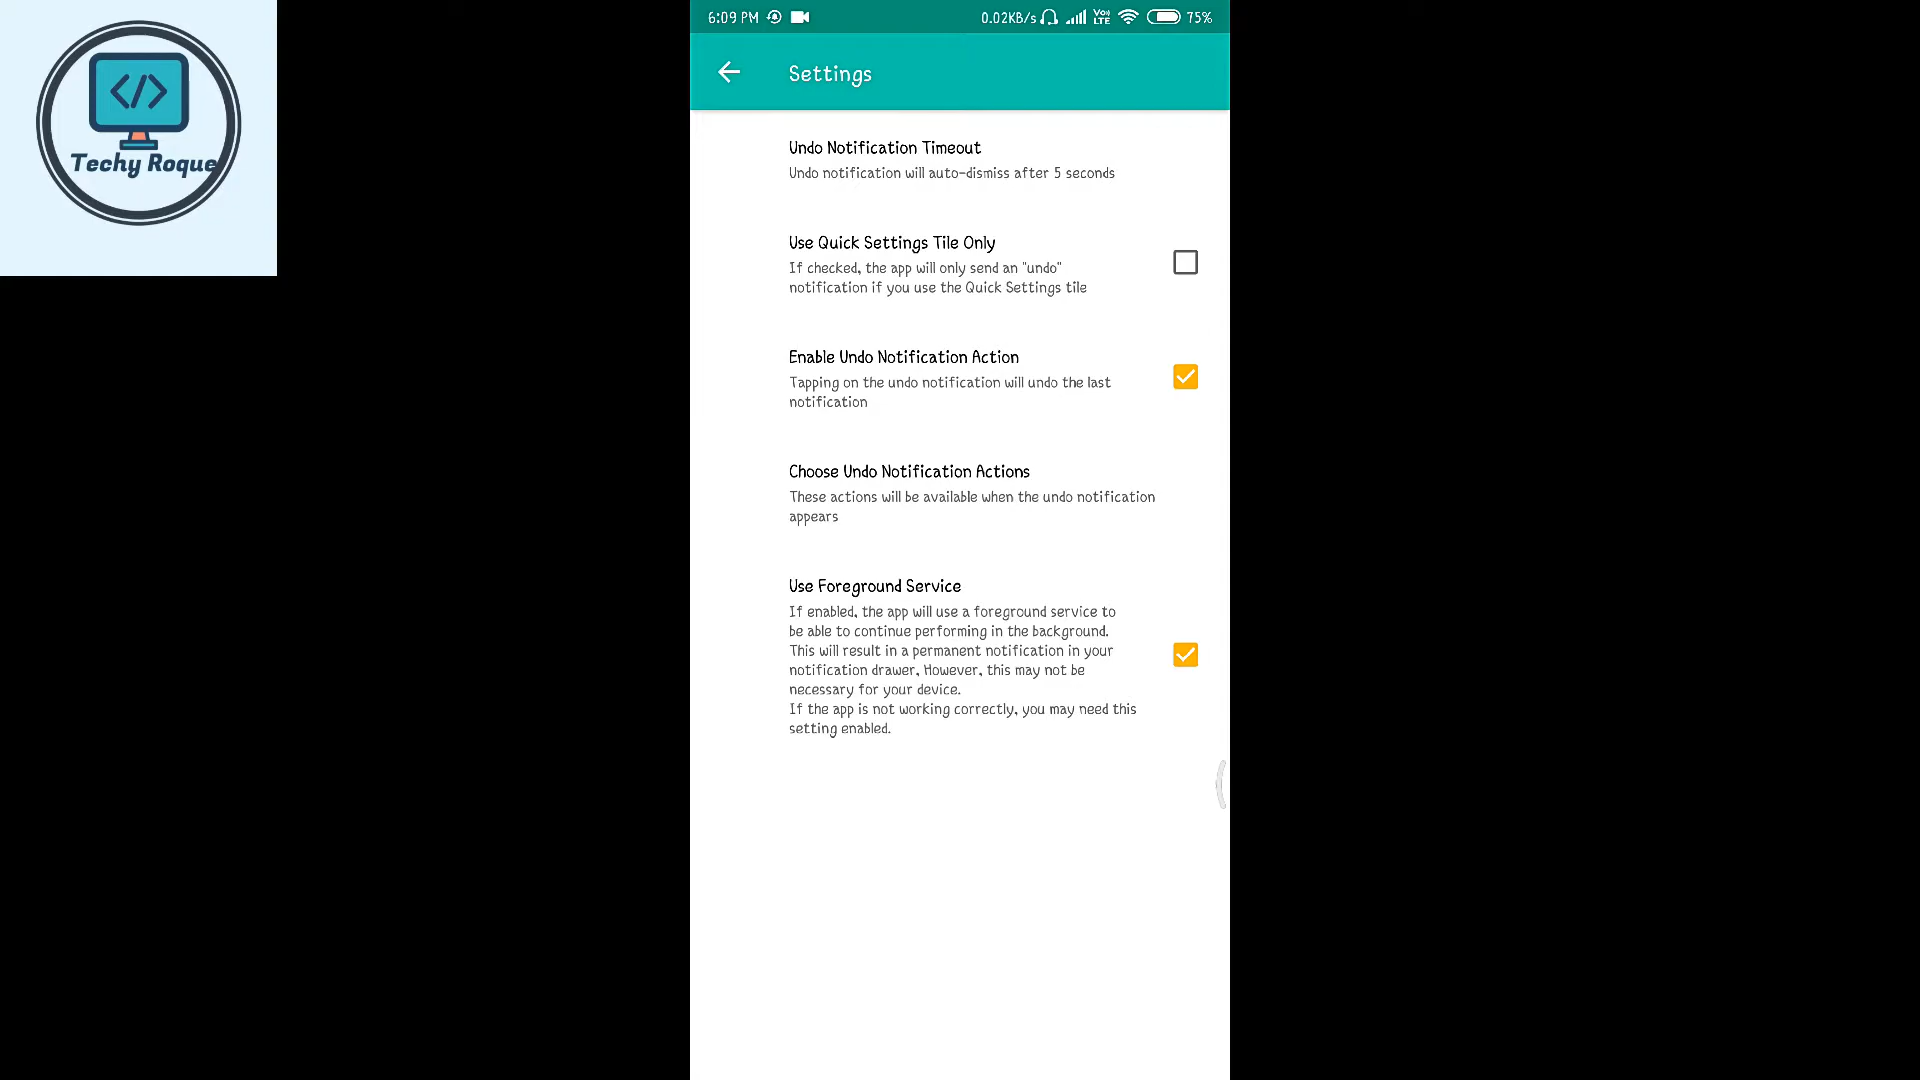 Techy Roque
6:09 PM
0.02KB/s Vo LTE 75%
Settings
Undo Notification Timeout
Undo notification will auto-dismiss after 5 seconds
Use Quick Settings Tile Only
If checked, the app will only send an "undo"
notification if you use the Quick Settings tile
Enable Undo Notification Action
Tapping on the undo notification will undo the last
notification
Choose Undo Notification Actions
These actions will be available when the undo notification
appears
Use Foreground Service
If enabled, the app will use a foreground service to
be able to continue performing in the background.
This will result in a permanent notification in your
notification drawer, However, this may not be
necessary for your device.
If the app is not working correctly, you may need this
setting enabled.